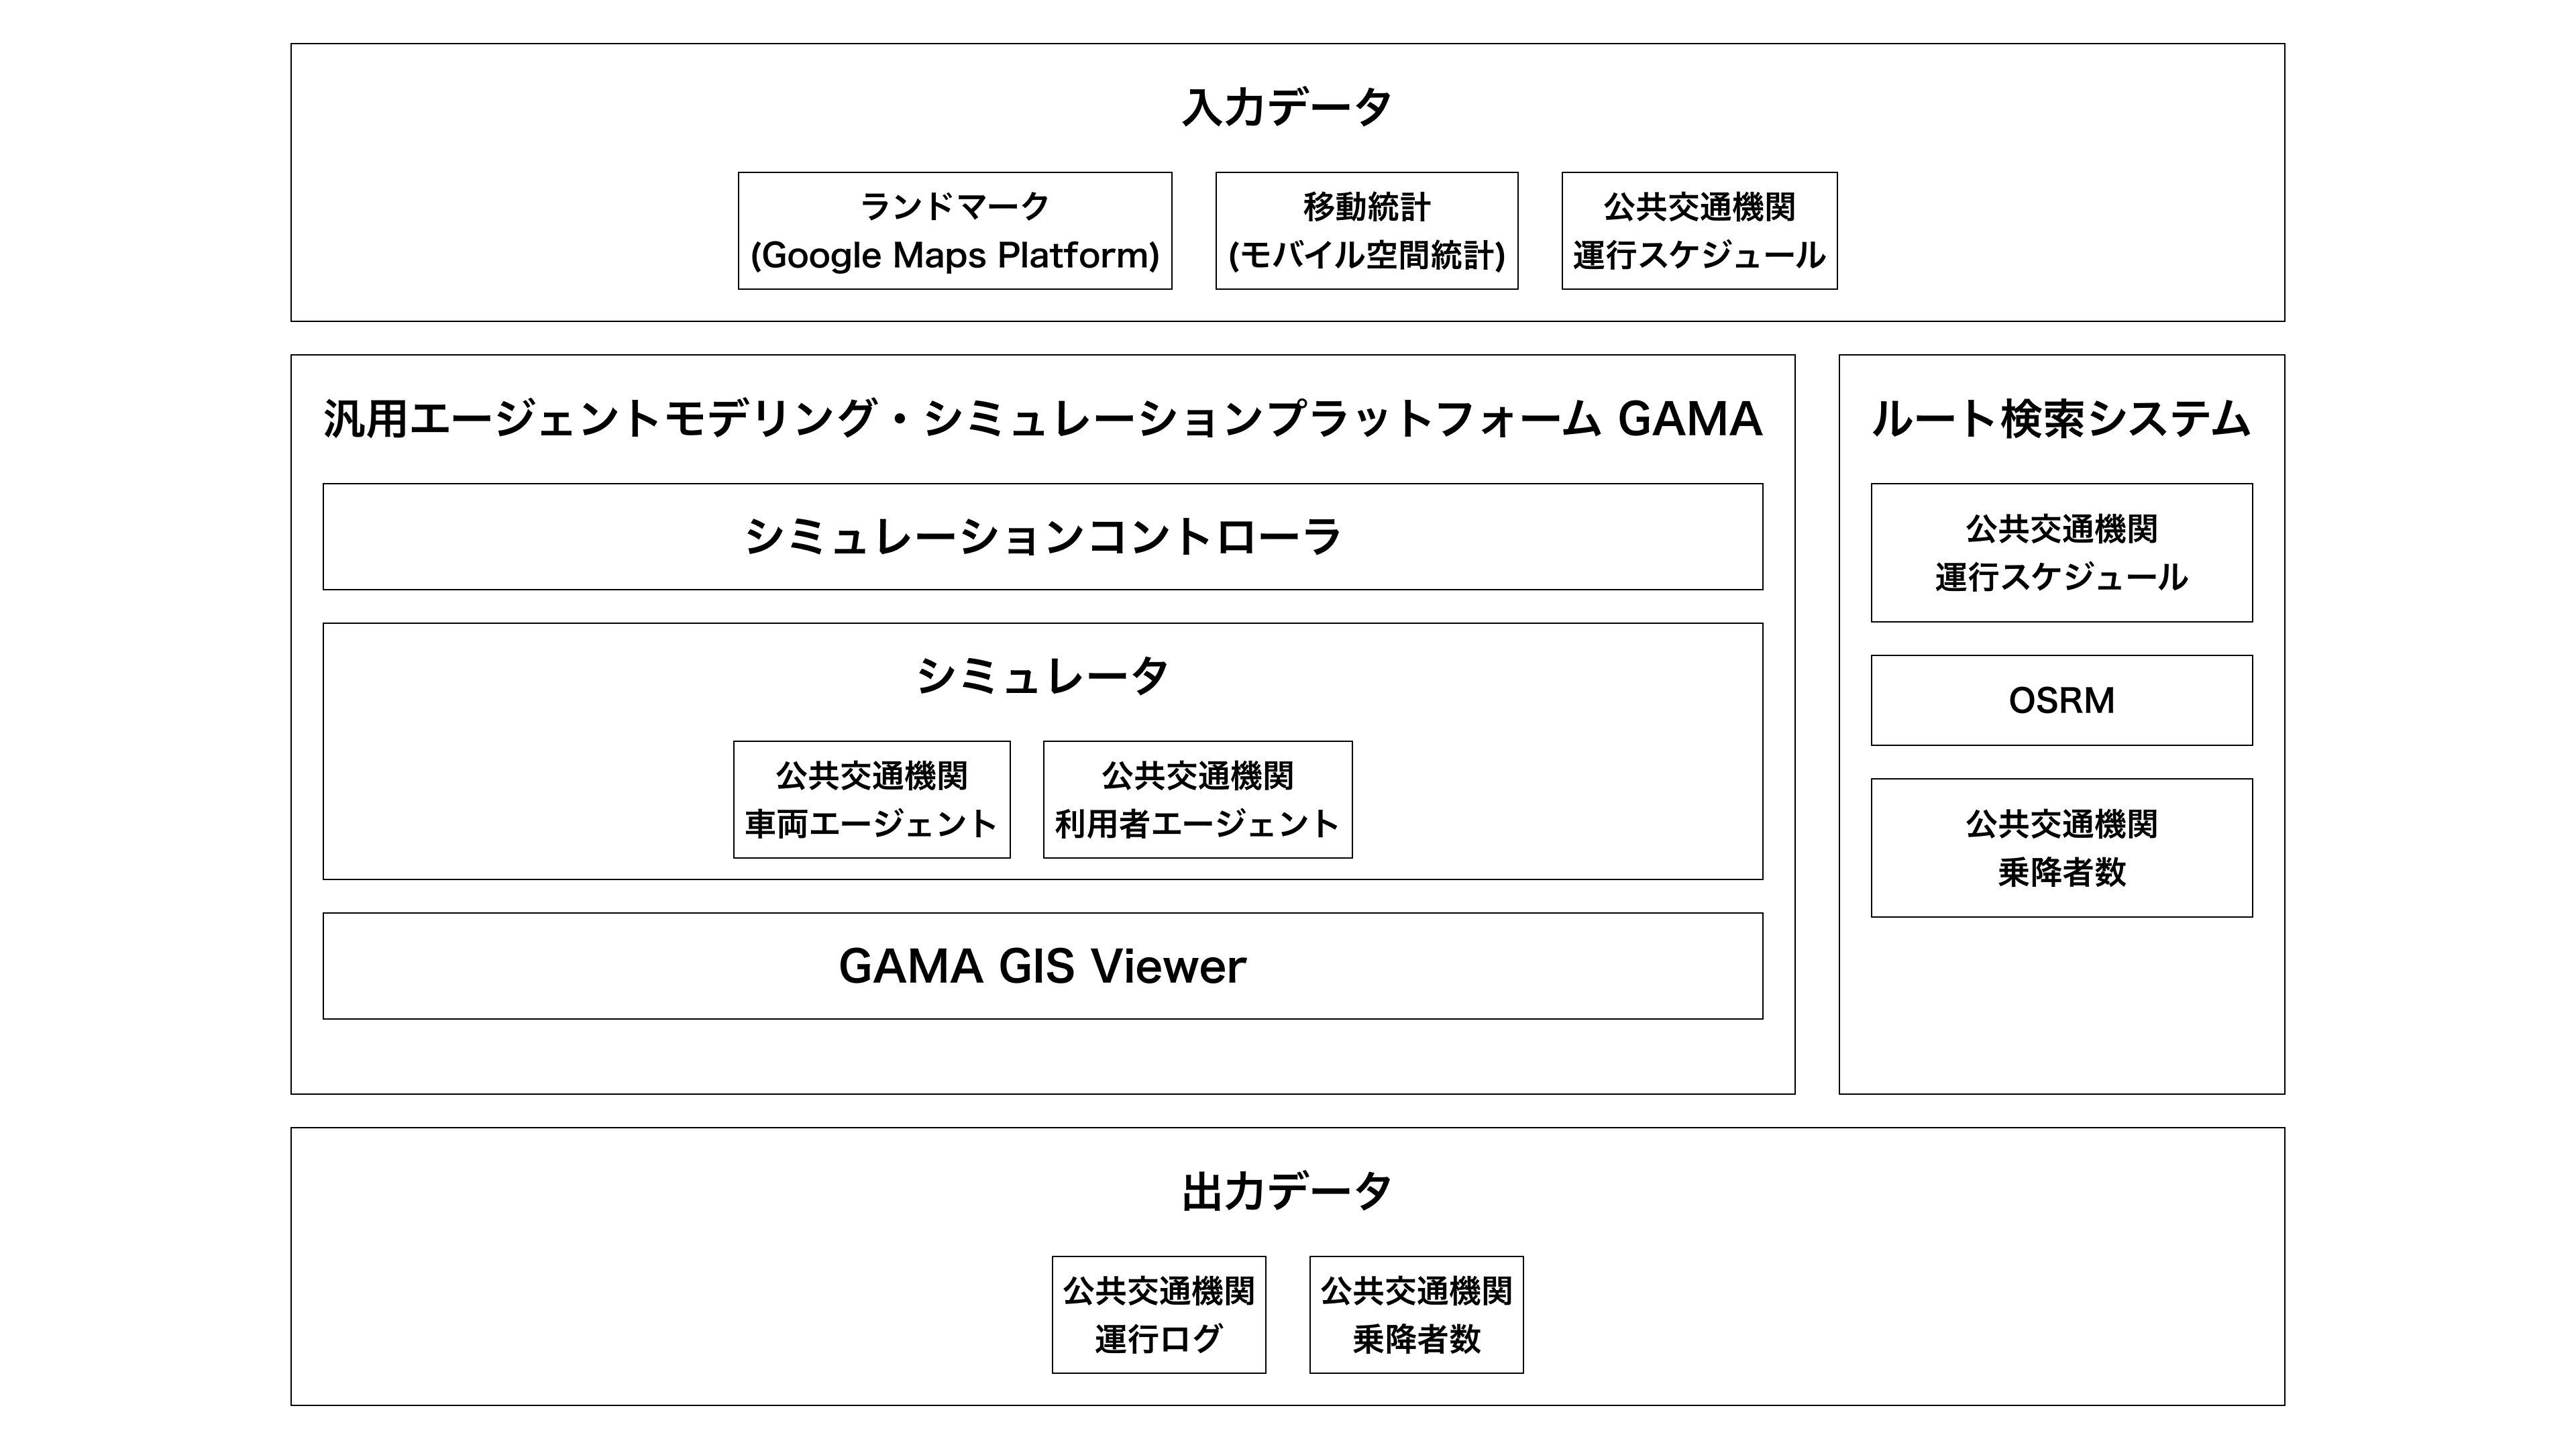 入力データ
ランドマーク
(Google Maps Platform)
移動統計
(モバイル空間統計)
公共交通機関
運行スケジュール
汎用エージェントモデリング・シミュレーションプラットフォーム GAMA
シミュレーションコントローラ
シミュレータ
公共交通機関
車両エージェント
公共交通機関
利用者エージェント
GAMA GIS Viewer
ルート検索システム
公共交通機関
運行スケジュール
OSRM
公共交通機関
乗降者数
出力データ
公共交通機関
運行ログ
公共交通機関
乗降者数